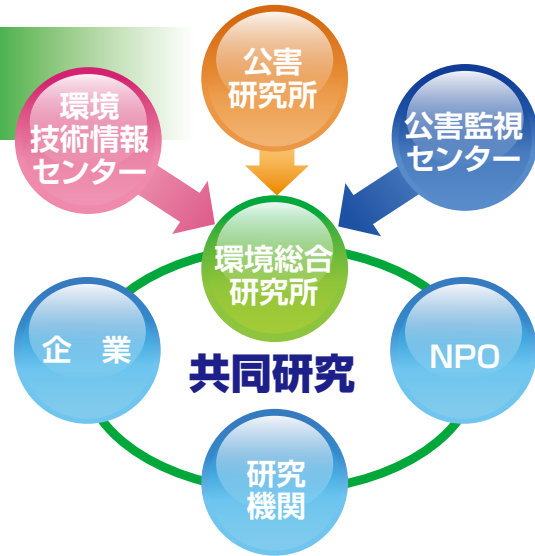 公害
研究所
環境
技術情報
センター
公害監視
センター
環境総合
研究所
企　業
共同研究
NPO
研究
機関